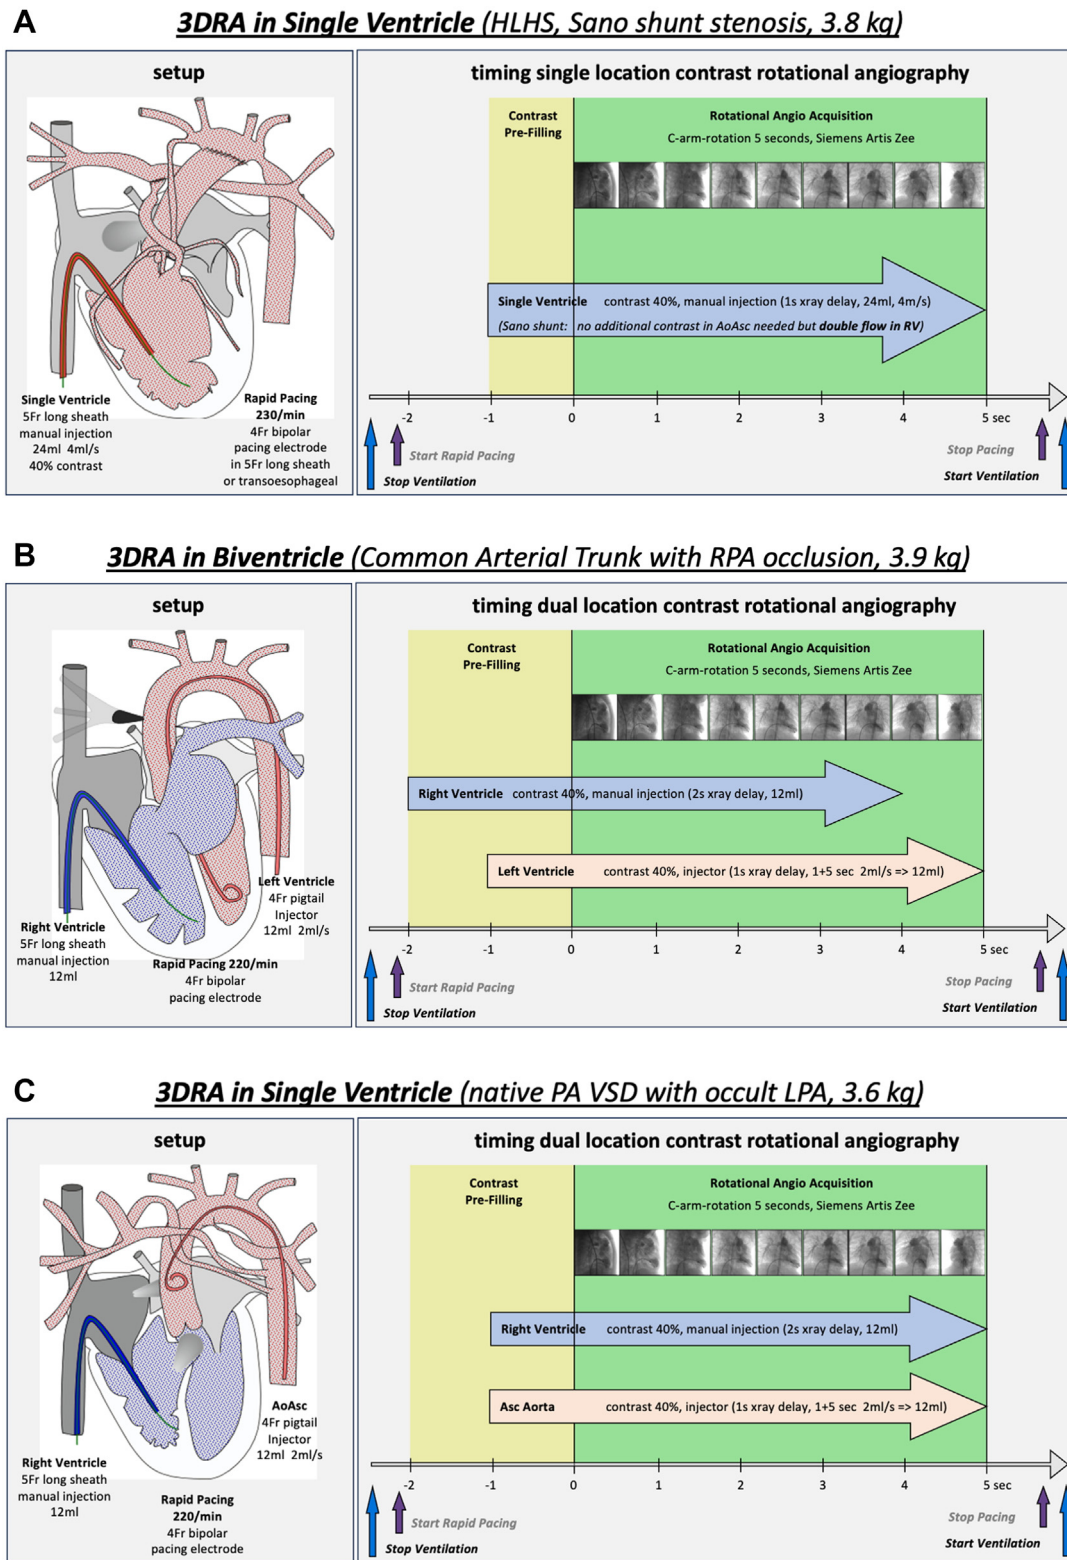 A
3DRA in Single Ventricle (HLHS, Sano shunt stenosis, 3.8 kg)
setup
Single Ventricle
5Fr long sheath
manual injection
24ml 4ml/s
40% contrast
Rapid Pacing
230/min
4Fr bipolar
pacing electrode
in 5Fr long sheath
or transoesophageal
timing single location contrast rotational angiography
Contrast
Pre-Filling
Rotational Angio Acquisition
C-arm-rotation 5 seconds, Siemens Artis Zee
Single Ventricle contrast 40%, manual injection (1s xray delay, 24ml, 4m/s)
(Sano shunt: no additional contrast in AoAsc needed but double flow in RV)
-2 -1 0 1 2 3 4 5 sec
Start Rapid Pacing
Stop Ventilation
Stop Pacing
Start Ventilation
B
3DRA in Biventricle (Common Arterial Trunk with RPA occlusion, 3.9 kg)
setup
Left Ventricle
4Fr pigtail
Injector
12ml 2ml/s
Right Ventricle
5Fr long sheath
manual injection
12ml
Rapid Pacing 220/min
4Fr bipolar
pacing electrode
timing dual location contrast rotational angiography
Contrast
Pre-Filling
Rotational Angio Acquisition
C-arm-rotation 5 seconds, Siemens Artis Zee
Right Ventricle contrast 40%, manual injection (2s xray delay, 12ml)
Left Ventricle contrast 40%, injector (1s xray delay, 1+5 sec 2ml/s => 12ml)
-2 -1 0 1 2 3 4 5 sec
Start Rapid Pacing
Stop Ventilation
Stop Pacing
Start Ventilation
C
3DRA in Single Ventricle (native PA VSD with occult LPA, 3.6 kg)
setup
AoAsc
4Fr pigtail
Injector
12ml 2ml/s
Right Ventricle
5Fr long sheath
manual injection
12ml
Rapid Pacing
220/min
4Fr bipolar
pacing electrode
timing dual location contrast rotational angiography
Contrast
Pre-Filling
Rotational Angio Acquisition
C-arm-rotation 5 seconds, Siemens Artis Zee
Right Ventricle contrast 40%, manual injection (2s xray delay, 12ml)
Asc Aorta contrast 40%, injector (1s xray delay, 1+5 sec 2ml/s => 12ml)
-2 -1 0 1 2 3 4 5 sec
Start Rapid Pacing
Stop Ventilation
Stop Pacing
Start Ventilation